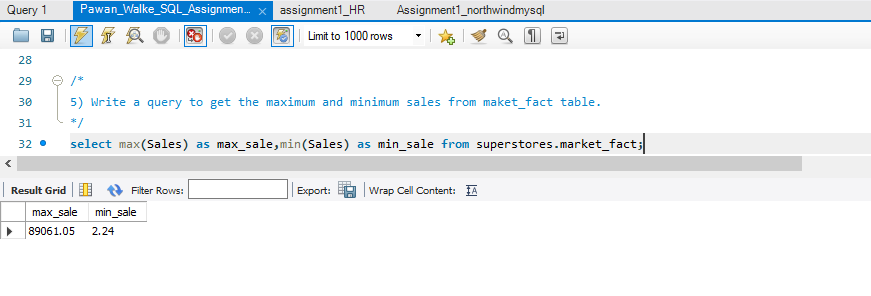 Query 1 Pawan_Walke_SQL_Assignmen... assignment1_HR Assignment1_northwindmysql
Limit to 1000 rows
28
29 /*
30 5) Write a query to get the maximum and minimum sales from maket_fact table.
31 */
32 select max(Sales) as max_sale,min(Sales) as min_sale from superstores.market_fact;
Result Grid Filter Rows: Export: Wrap Cell Content:
max_sale min_sale
89061.05 2.24